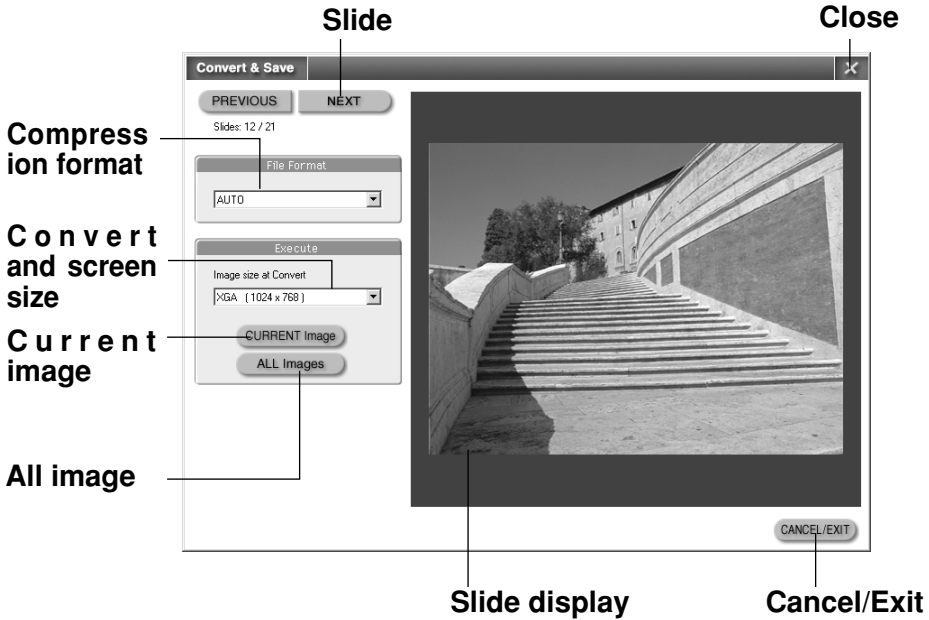 Slide
Close
Convert & Save
PREVIOUS
NEXT
Slides: 12 / 21
Compress
ion format
File Format
AUTO
Convert
and screen
size
Execute
Image size at Convert
XGA ( 1024 x 768 )
Current
image
CURRENT Image
ALL Images
All image
CANCEL/EXIT
Slide display
Cancel/Exit